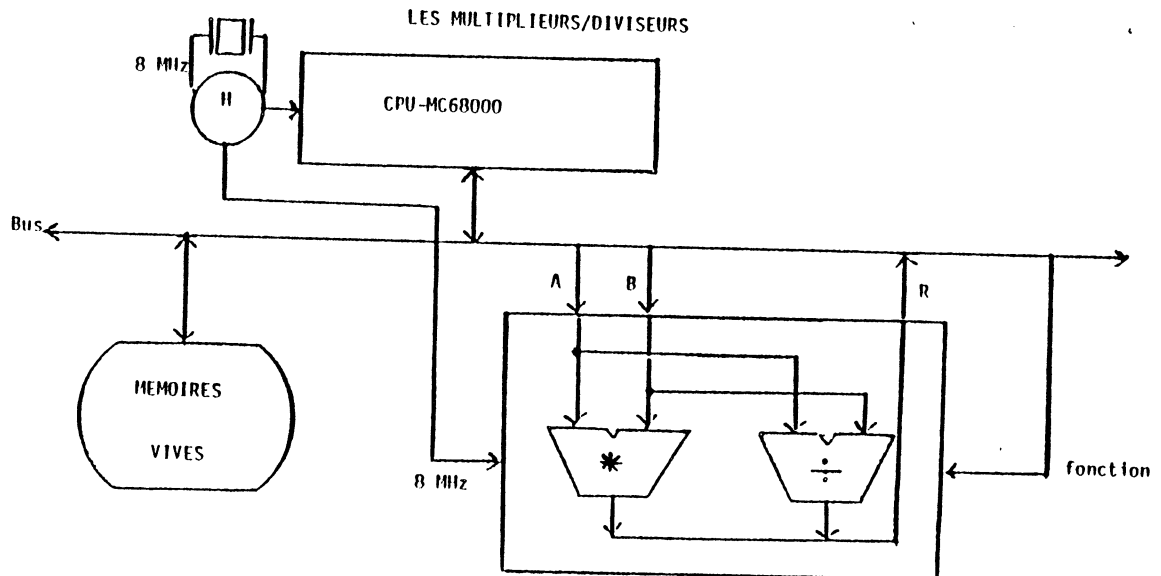 LES MULTIPLIEURS/DIVISEURS
8 MHz
H
CPU-MC68000
Bus
A
B
R
MEMOIRES
VIVES
*
÷
8 MHz
fonction